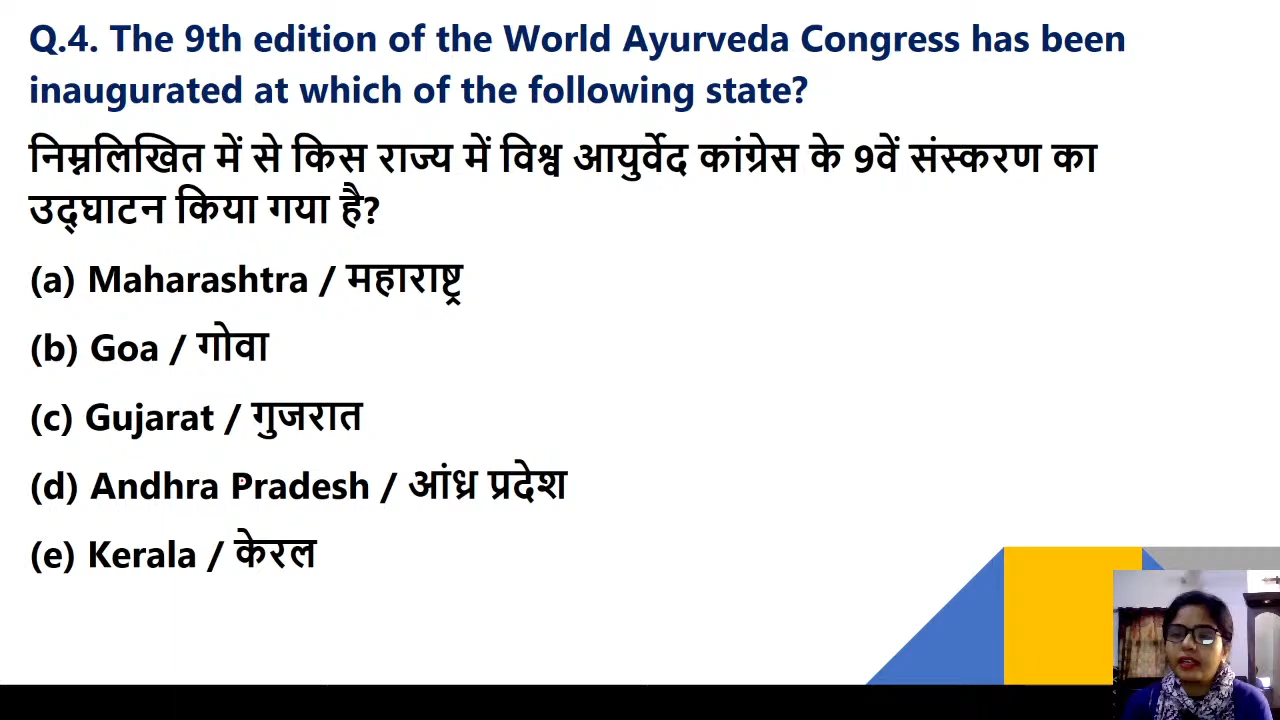 Q.4. The 9th edition of the World Ayurveda Congress has been
inaugurated at which of the following state?
निम्नलिखित में से किस राज्य में विश्व आयुर्वेद कांग्रेस के 9वें संस्करण का
उद्घाटन किया गया है?
(a) Maharashtra / महाराष्ट्र
(b) Goa / गोवा
(c) Gujarat / गुजरात
(d) Andhra Pradesh / आंध्र प्रदेश
(e) Kerala / केरल